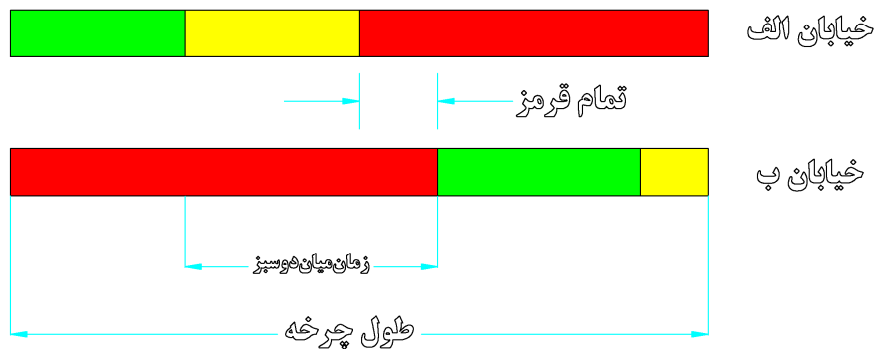 خیابان الف
تمام قرمز
خیابان ب
زمان میان دو سبز
طول چرخه